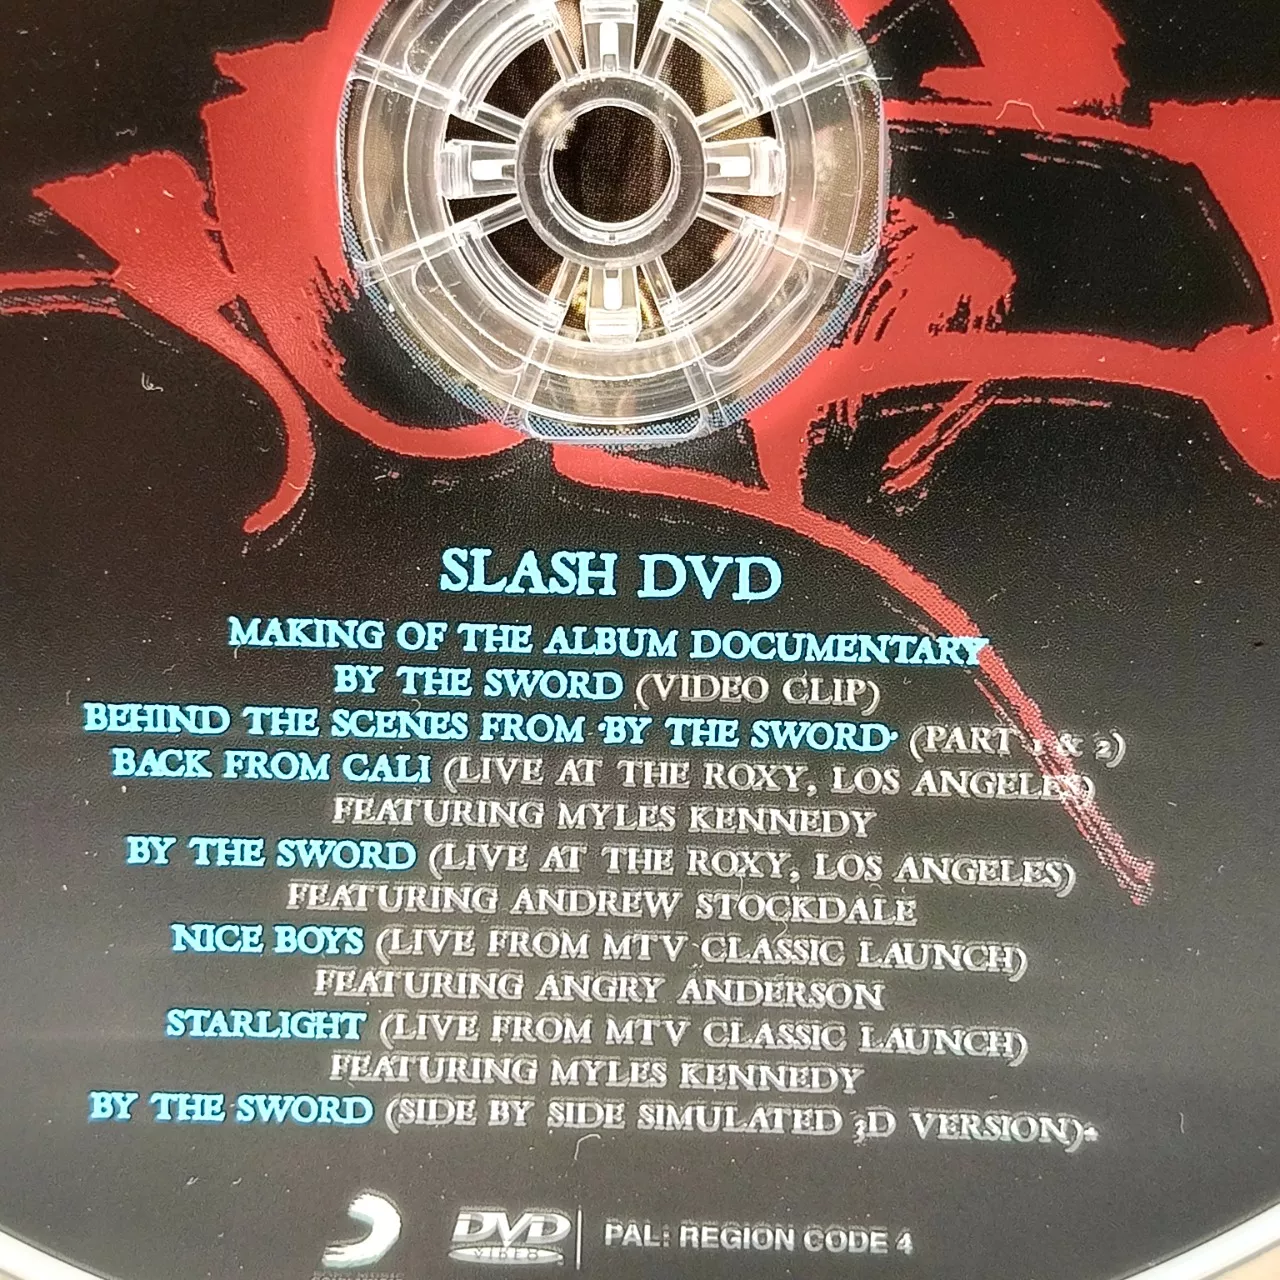 SLASH DVD
MAKING OF THE ALBUM DOCUMENTARY
BY THE SWORD (VIDEO CLIP)
BEHIND THE SCENES FROM 'BY THE SWORD' (PART 1 & 2)
BACK FROM CALI (LIVE AT THE ROXY, LOS ANGELES)
FEATURING MYLES KENNEDY
BY THE SWORD (LIVE AT THE ROXY, LOS ANGELES)
FEATURING ANDREW STOCKDALE
NICE BOYS (LIVE FROM MTV CLASSIC LAUNCH)
FEATURING ANGRY ANDERSON
STARLIGHT (LIVE FROM MTV CLASSIC LAUNCH)
FEATURING MYLES KENNEDY
BY THE SWORD (SIDE BY SIDE SIMULATED 3D VERSION)*
DVD PAL: REGION CODE 4